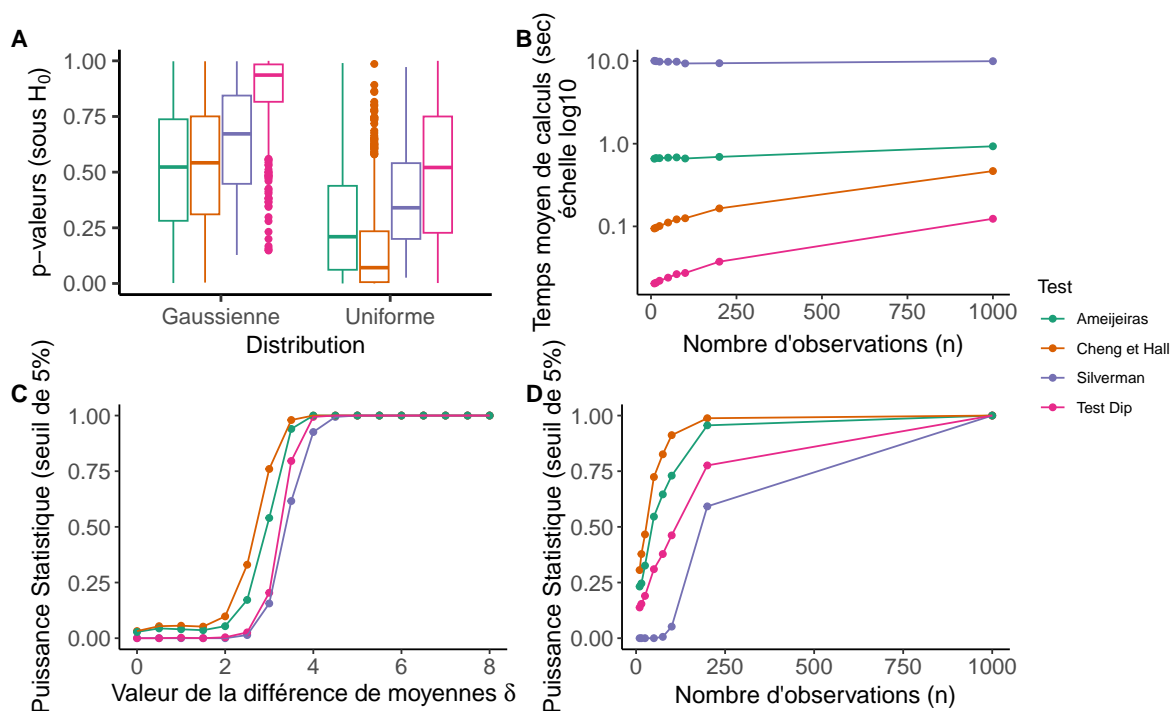 A
p−valeurs (sous H0)
1.00
0.75
0.50
0.25
0.00
Gaussienne
Uniforme
Distribution
B
Temps moyen de calculs (sec)
échelle log10
10.0
1.0
0.1
0
250
500
750
1000
Nombre d'observations (n)
Test
Ameijeiras
Cheng et Hall
Silverman
Test Dip
C
Puissance Statistique (seuil de 5%)
1.00
0.75
0.50
0.25
0.00
0
2
4
6
8
Valeur de la différence de moyennes δ
D
Puissance Statistique (seuil de 5%)
1.00
0.75
0.50
0.25
0.00
0
250
500
750
1000
Nombre d'observations (n)